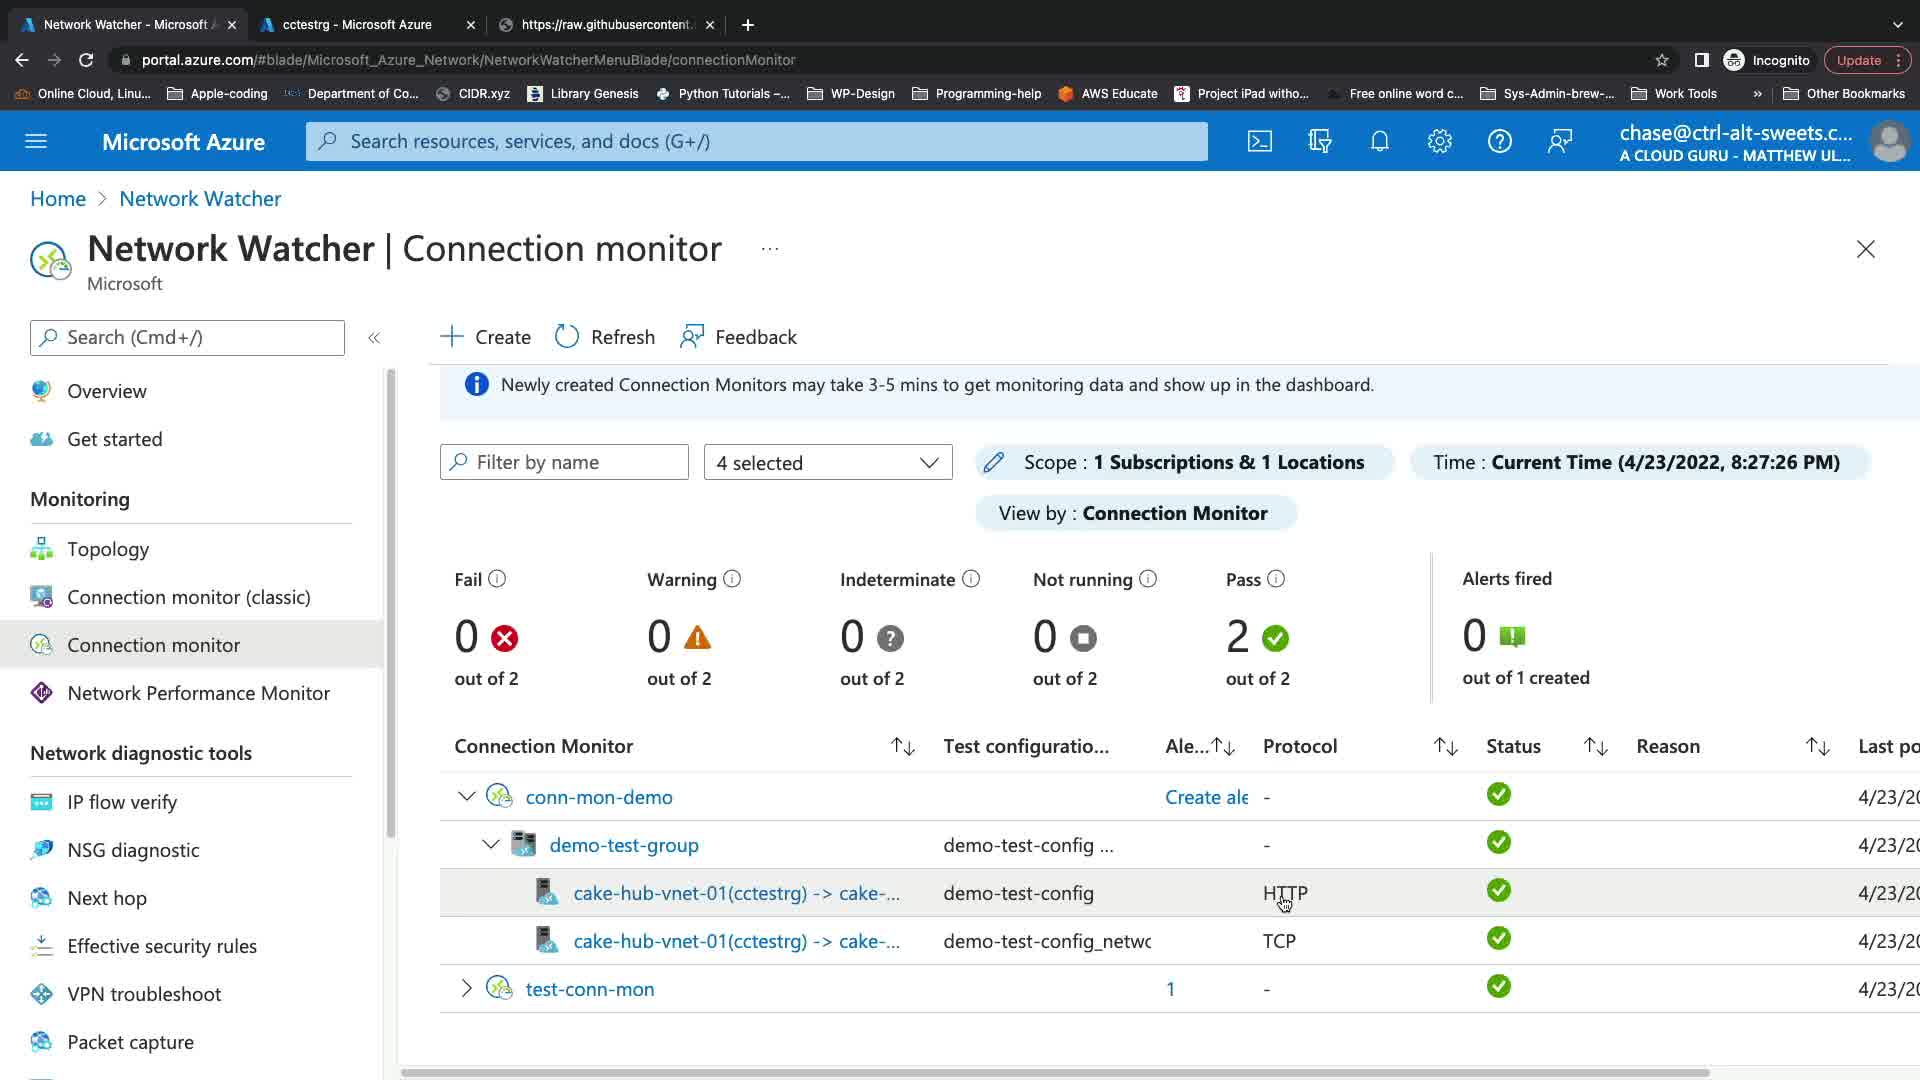 Network Watcher - Microsoft A
cctestrg - Microsoft Azure
https://raw.githubusercontent.
portal.azure.com/#blade/Microsoft_Azure_Network/NetworkWatcherMenuBlade/connectionMonitor
Incognito
Update
Online Cloud, Linu...
Apple-coding
Department of Co...
CIDR.xyz
Library Genesis
Python Tutorials –...
WP-Design
Programming-help
AWS Educate
Project iPad witho...
Free online word c...
Sys-Admin-brew-...
Work Tools
»
Other Bookmarks
Microsoft Azure
Search resources, services, and docs (G+/)
chase@ctrl-alt-sweets.c...
A CLOUD GURU - MATTHEW UL...
Home > Network Watcher
Network Watcher | Connection monitor ...
Microsoft
Search (Cmd+/)
«
Overview
Get started
Monitoring
Topology
Connection monitor (classic)
Connection monitor
Network Performance Monitor
Network diagnostic tools
IP flow verify
NSG diagnostic
Next hop
Effective security rules
VPN troubleshoot
Packet capture
Create
Refresh
Feedback
Newly created Connection Monitors may take 3-5 mins to get monitoring data and show up in the dashboard.
Filter by name
4 selected
Scope : 1 Subscriptions & 1 Locations
Time : Current Time (4/23/2022, 8:27:26 PM)
View by : Connection Monitor
Fail
0
out of 2
Warning
0
out of 2
Indeterminate
0
out of 2
Not running
0
out of 2
Pass
2
out of 2
Alerts fired
0
out of 1 created
Connection Monitor Test configuratio... Ale... Protocol Status Reason Last po
conn-mon-demo Create ale - 4/23/20
demo-test-group demo-test-config ... - 4/23/20
cake-hub-vnet-01(cctestrg) -> cake-... demo-test-config HTTP 4/23/20
cake-hub-vnet-01(cctestrg) -> cake-... demo-test-config_netwo TCP 4/23/20
test-conn-mon 1 - 4/23/20